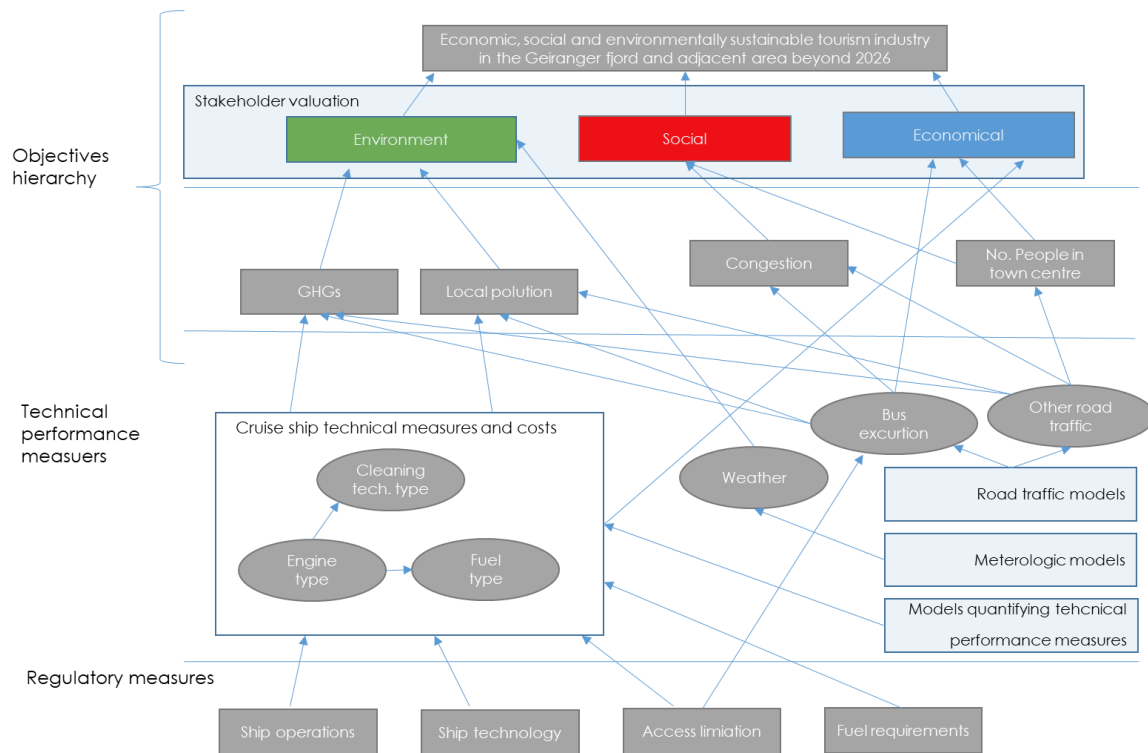 Economic, social and environmentally sustainable tourism industry
in the Geiranger fjord and adjacent area beyond 2026
Stakeholder valuation
Environment
Social
Economical
Objectives
hierarchy
GHGs
Local polution
Congestion
No. People in
town centre
Technical
performance
measuers
Cruise ship technical measures and costs
Cleaning
tech. type
Engine
type
Fuel
type
Weather
Bus
excurtion
Other road
traffic
Road traffic models
Meterologic models
Models quantifying tehcnical
performance measures
Regulatory measures
Ship operations
Ship technology
Access limiation
Fuel requirements